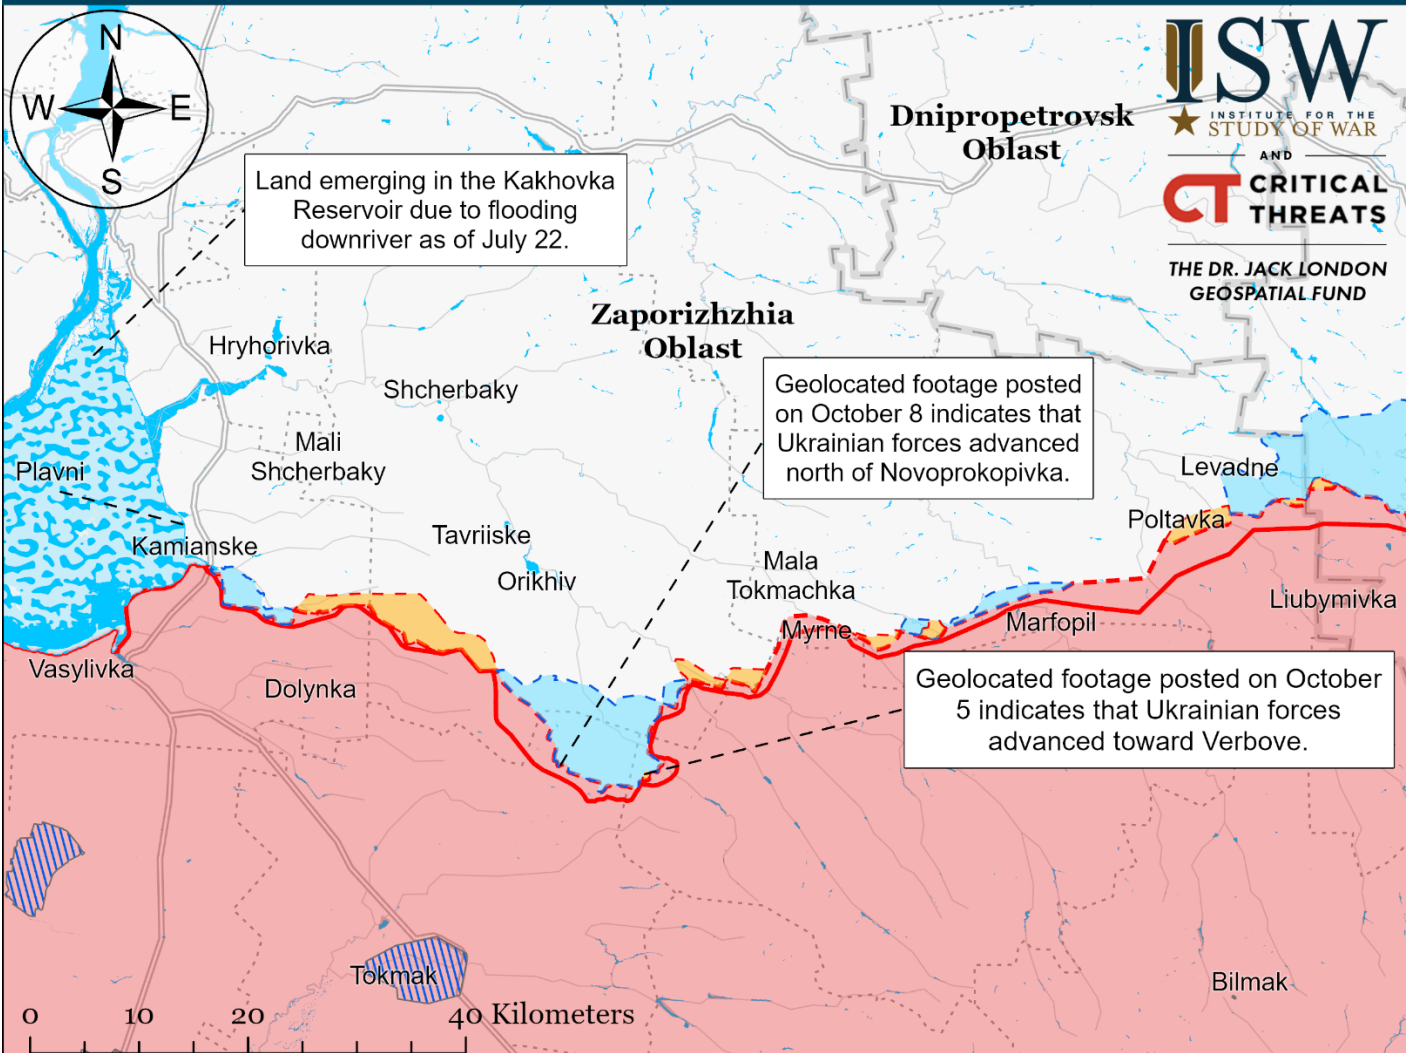 N
W
E
S
ISW
INSTITUTE FOR THE
STUDY OF WAR
AND
CT CRITICAL
THREATS
THE DR. JACK LONDON
GEOSPATIAL FUND
Dnipropetrovsk
Oblast
Land emerging in the Kakhovka
Reservoir due to flooding
downriver as of July 22.
Zaporizhzhia
Oblast
Hryhorivka
Shcherbaky
Geolocated footage posted
on October 8 indicates that
Ukrainian forces advanced
north of Novoprokopivka.
Mali
Shcherbaky
Plavni
Levadne
Poltavka
Tavriiske
Kamianske
Orikhiv
Mala
Tokmachka
Liubymivka
Marfopil
Myrne
Vasylivka
Dolynka
Geolocated footage posted on October
5 indicates that Ukrainian forces
advanced toward Verbove.
Tokmak
Bilmak
0 10 20 40 Kilometers